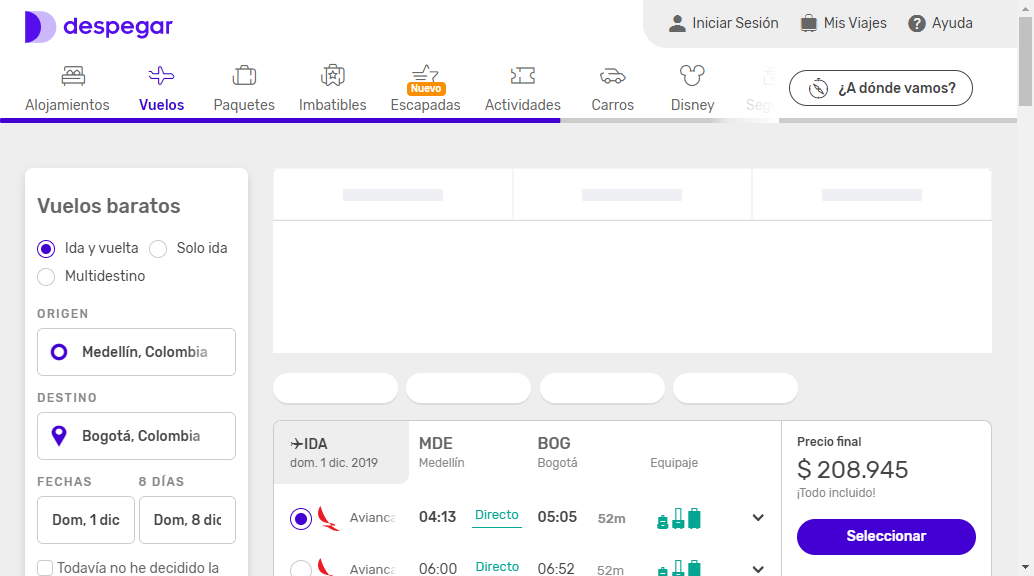 despegar
Iniciar Sesión
Mis Viajes
Ayuda
Alojamientos
Vuelos
Paquetes
Imbatibles
Nuevo
Escapadas
Actividades
Carros
Disney
¿A dónde vamos?
Vuelos baratos
Ida y vuelta
Solo ida
Multidestino
ORIGEN
Medellín, Colombia
DESTINO
Bogotá, Colombia
FECHAS
8 DÍAS
Dom, 1 dic
Dom, 8 dic
Todavía no he decidido la
IDA
dom. 1 dic. 2019
MDE
Medellín
BOG
Bogotá
Equipaje
Avianca
04:13
Directo
05:05
52m
Avianca
06:00
Directo
06:52
52m
Precio final
$ 208.945
¡Todo incluido!
Seleccionar